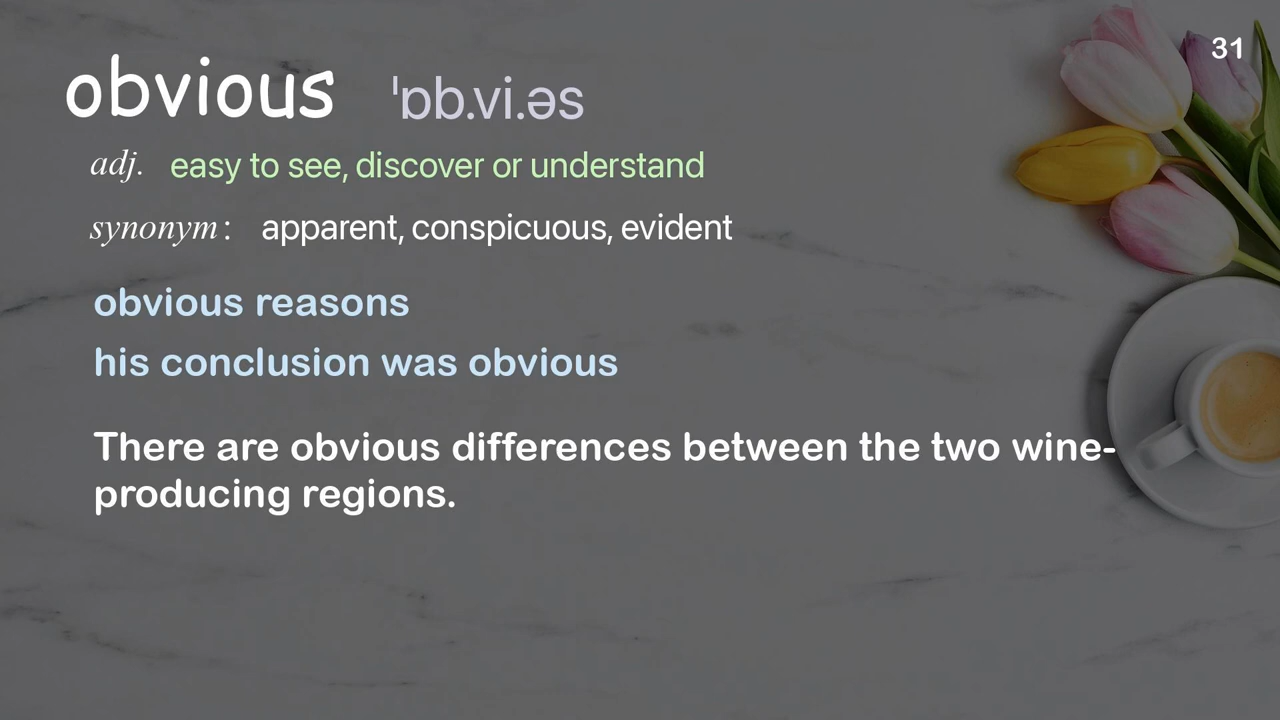 31
obvious ˈɒb.vi.əs
adj. easy to see, discover or understand
synonym: apparent, conspicuous, evident
obvious reasons
his conclusion was obvious
There are obvious differences between the two wine-
producing regions.